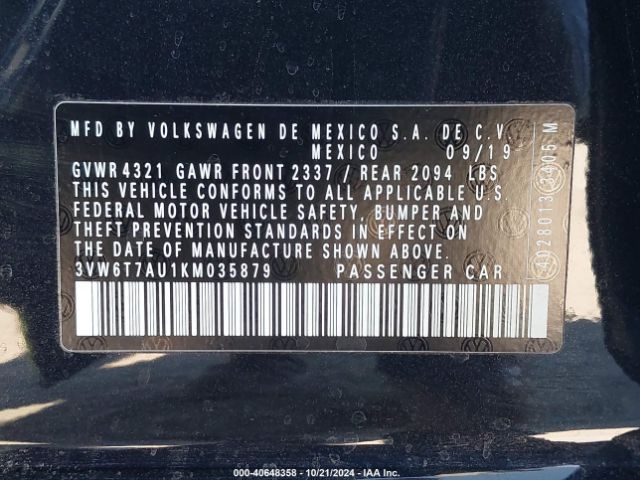 MFD BY VOLKSWAGEN DE MEXICO S.A. DE C.V.
MEXICO 09/19
GVWR 4321 GAWR FRONT 2337 / REAR 2094 LBS
THIS VEHICLE CONFORMS TO ALL APPLICABLE U.S.
FEDERAL MOTOR VEHICLE SAFETY, BUMPER AND
THEFT PREVENTION STANDARDS IN EFFECT ON
THE DATE OF MANUFACTURE SHOWN ABOVE.
3VW6T7AU1KM035879 PASSENGER CAR
000-40648358 - 10/21/2024 - IAA Inc.